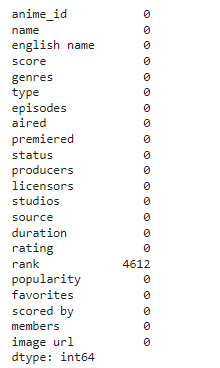 anime_id 0
name 0
english name 0
score 0
genres 0
type 0
episodes 0
aired 0
premiered 0
status 0
producers 0
licensors 0
studios 0
source 0
duration 0
rating 0
rank 4612
popularity 0
favorites 0
scored by 0
members 0
image url 0
dtype: int64